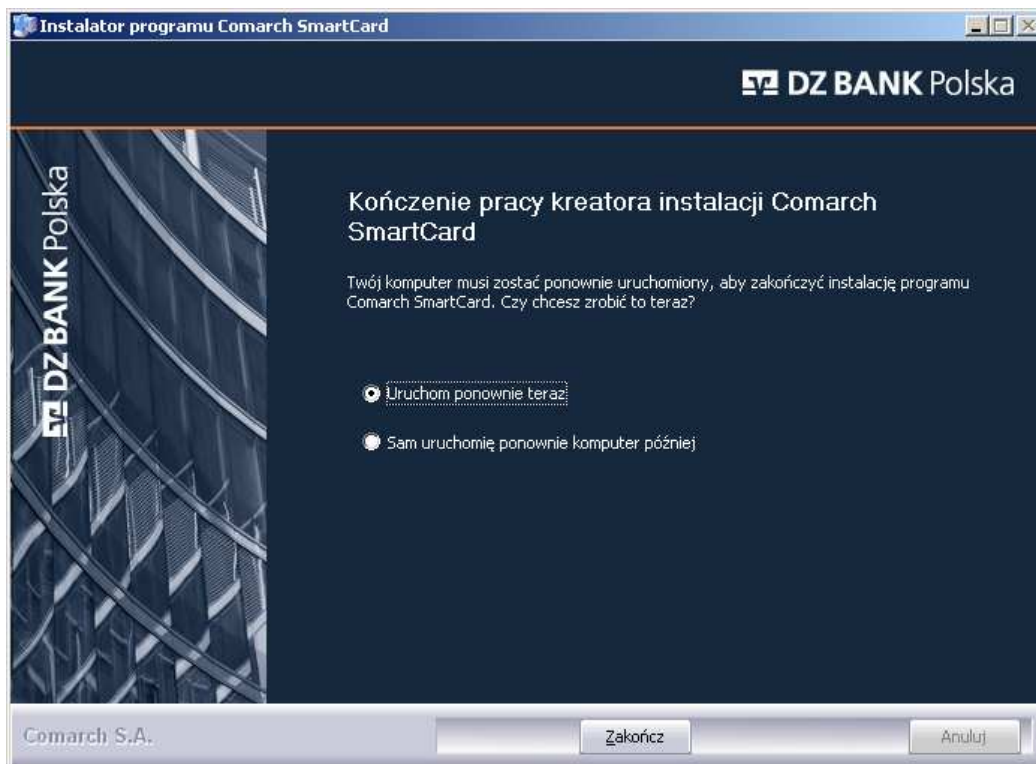 Instalator programu Comarch SmartCard
DZ BANK Polska
DZ BANK Polska
Kończenie pracy kreatora instalacji Comarch
SmartCard
Twój komputer musi zostać ponownie uruchomiony, aby zakończyć instalację programu
Comarch SmartCard. Czy chcesz zrobić to teraz?
Uruchom ponownie teraz
Sam uruchomię ponownie komputer później
Comarch S.A.
Zakończ
Anuluj